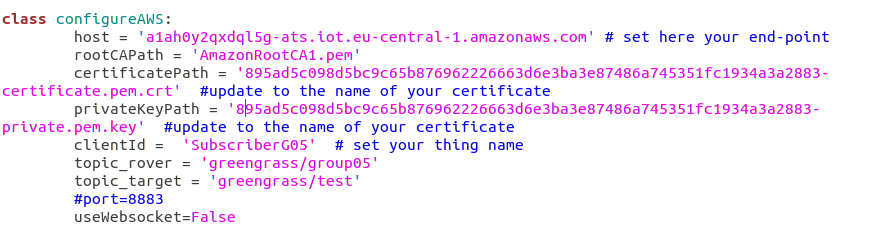 class configureAWS:
host = 'a1ah0y2qxdql5g-ats.iot.eu-central-1.amazonaws.com' # set here your end-point
rootCAPath = 'AmazonRootCA1.pem'
certificatePath = '895ad5c098d5bc9c65b876962226663d6e3ba3e87486a745351fc1934a3a2883-
certificate.pem.crt'  #update to the name of your certificate
privateKeyPath = '895ad5c098d5bc9c65b876962226663d6e3ba3e87486a745351fc1934a3a2883-
private.pem.key'  #update to the name of your certificate
clientId =  'SubscriberG05'  # set your thing name
topic_rover = 'greengrass/group05'
topic_target = 'greengrass/test'
#port=8883
useWebsocket=False